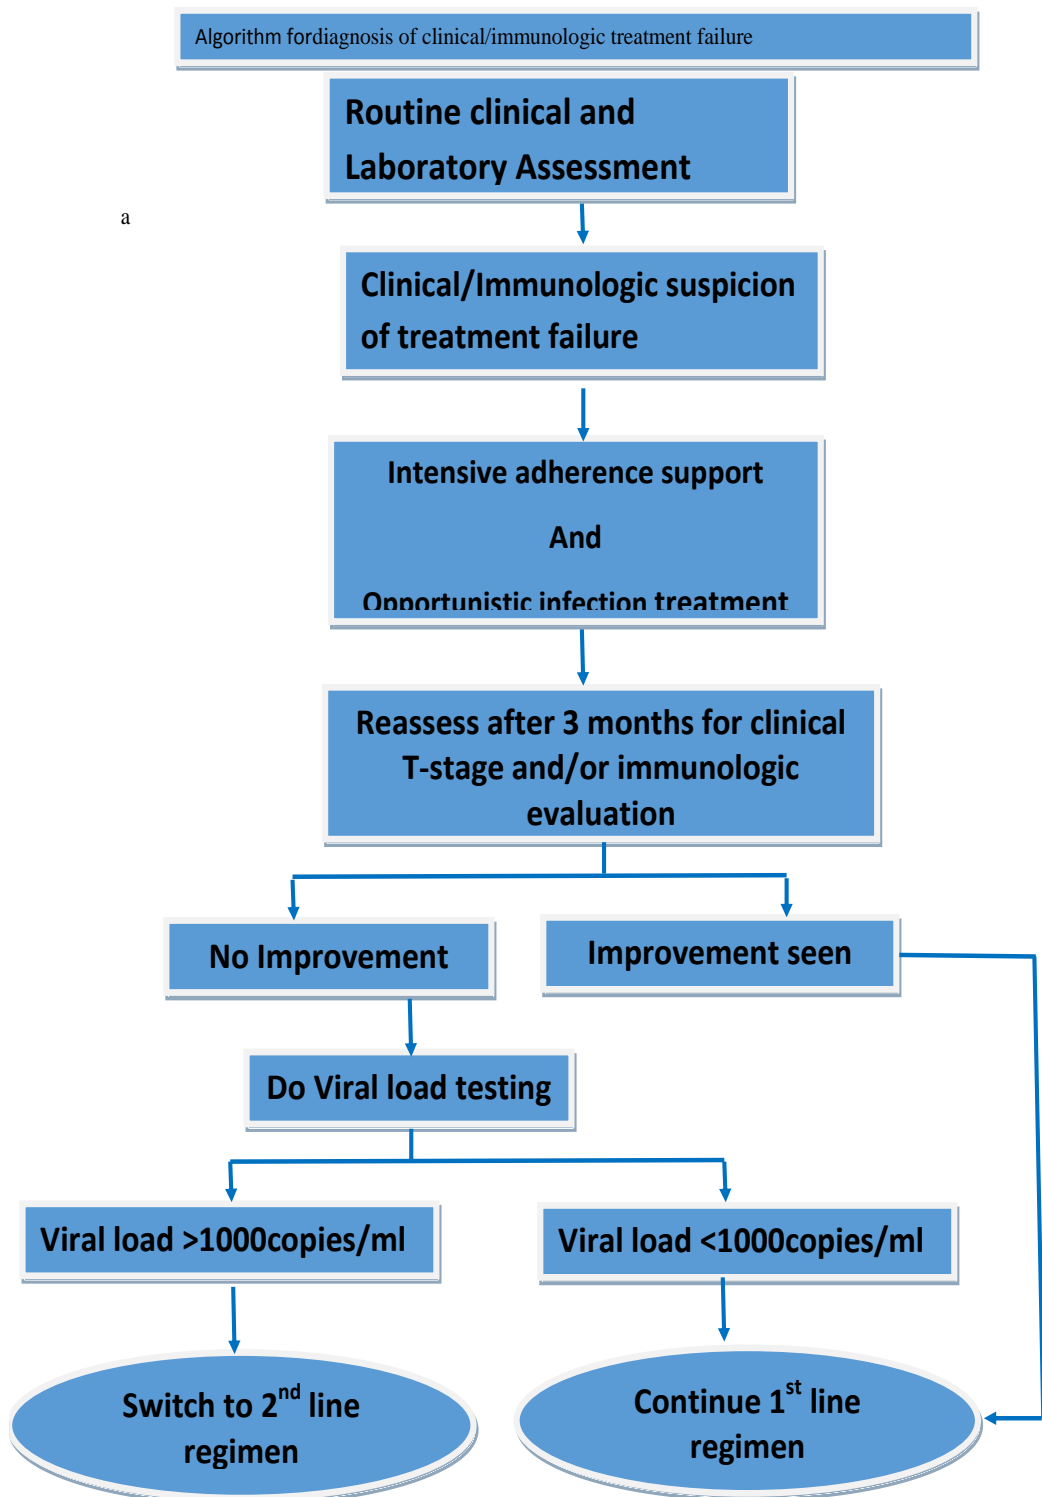 Algorithm fordiagnosis of clinical/immunologic treatment failure
Routine clinical and
Laboratory Assessment
a
Clinical/Immunologic suspicion
of treatment failure
Intensive adherence support
And
Opportunistic infection treatment
Reassess after 3 months for clinical
T-stage and/or immunologic
evaluation
No Improvement
Improvement seen
Do Viral load testing
Viral load >1000copies/ml
Viral load <1000copies/ml
Switch to 2nd line
regimen
Continue 1st line
regimen